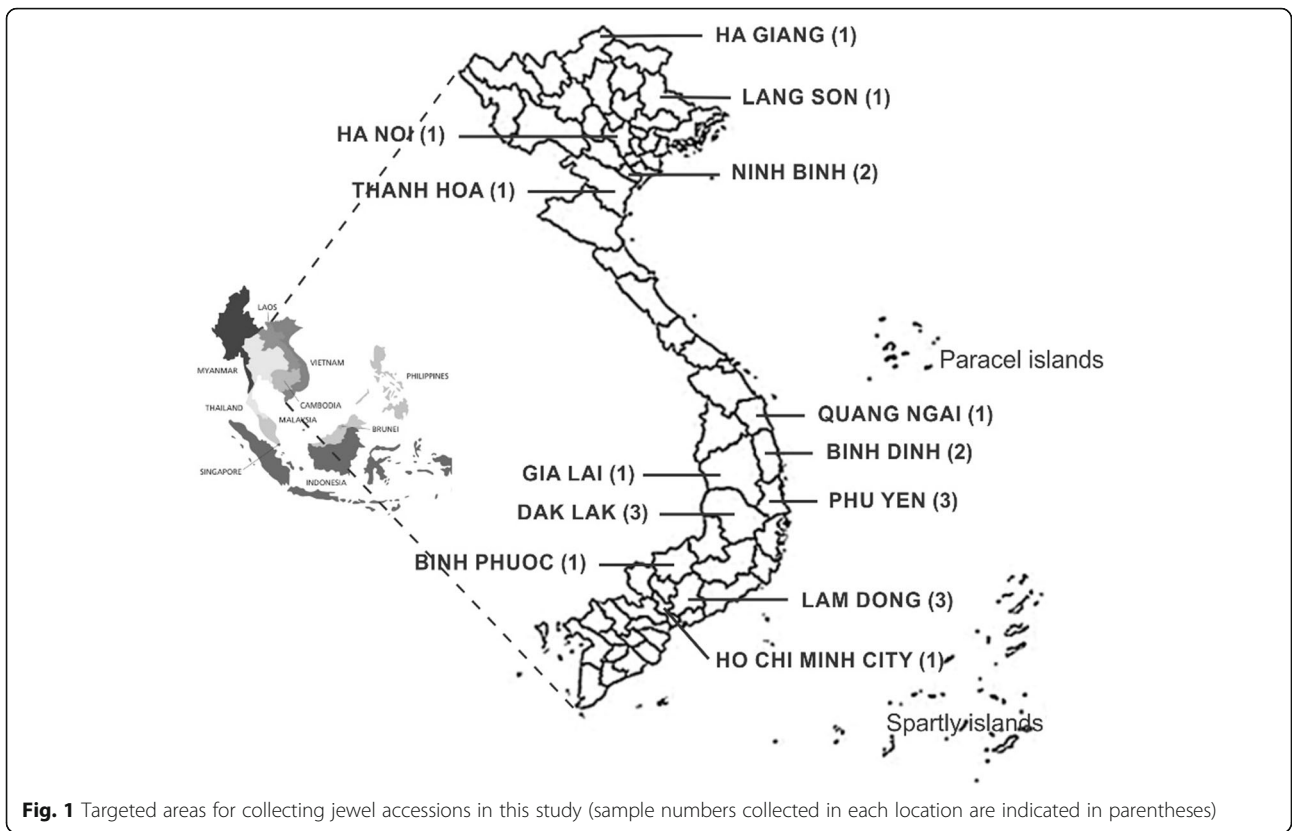 HA GIANG (1)
LANG SON (1)
HA NOI (1)
NINH BINH (2)
THANH HOA (1)
LAOS
MYANMAR
VIETNAM
PHILIPPINES
THAILAND
CAMBODIA
MALAYSIA
BRUNEI
SINGAPORE
INDONESIA
Paracel islands
QUANG NGAI (1)
BINH DINH (2)
GIA LAI (1)
PHU YEN (3)
DAK LAK (3)
BINH PHUOC (1)
LAM DONG (3)
HO CHI MINH CITY (1)
Spartly islands
Fig. 1 Targeted areas for collecting jewel accessions in this study (sample numbers collected in each location are indicated in parentheses)